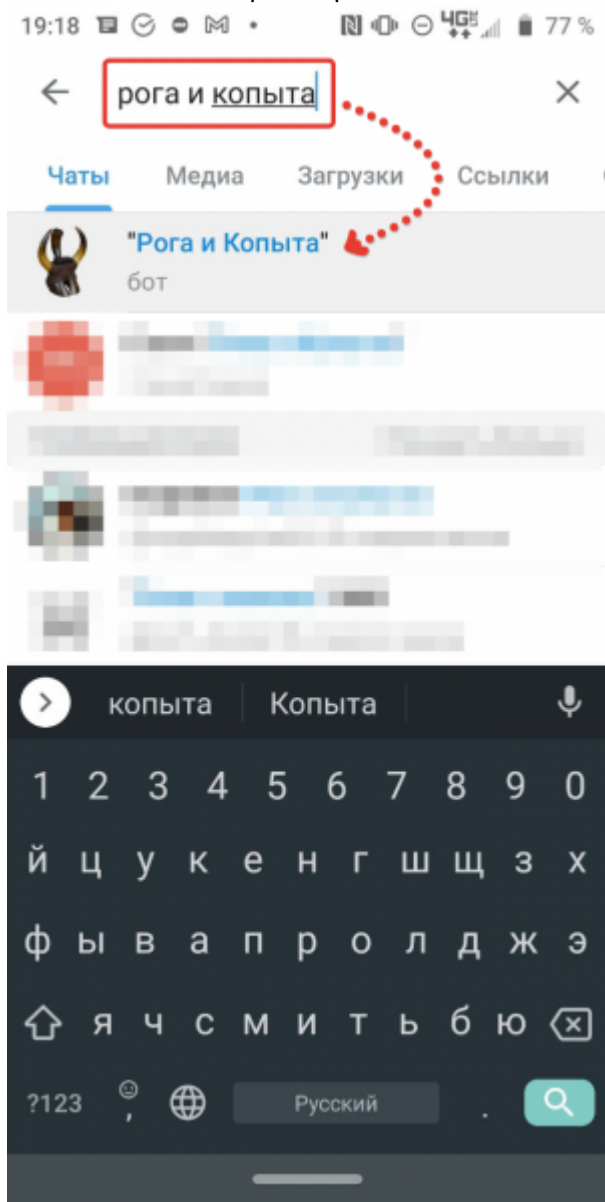 19:18 4G 77 %
рога и копыта
Чаты Медиа Загрузки Ссылки
"Рога и Копыта"
бот
копыта Копыта
1 2 3 4 5 6 7 8 9 0
й ц у к е н г ш щ з х
ф ы в а п р о л д ж э
я ч с м и т ь б ю
?123 , Русский .